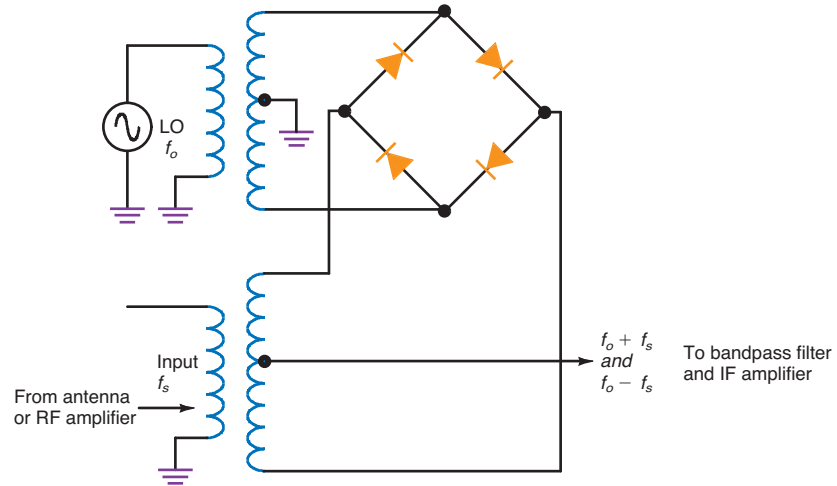 LO
fo
Input
fs
From antenna
or RF amplifier
fo + fs
and
fo − fs
To bandpass filter
and IF amplifier